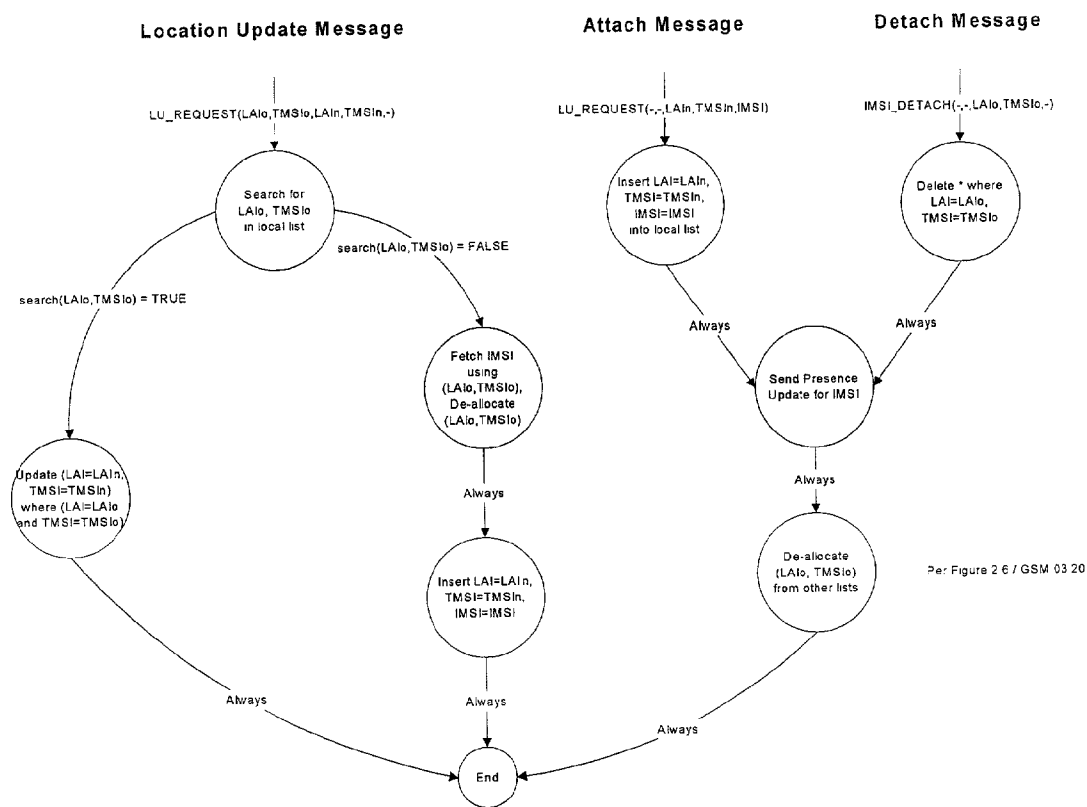 Location Update Message
Attach Message
Detach Message
LU_REQUEST(LAIo,TMSIo,LAIn,TMSIn,-)
LU_REQUEST(-,-,LAIn,TMSIn,IMSI)
IMSI_DETACH(-,-,LAIo,TMSIo,-)
Search for
LAIo, TMSIo
in local list
Insert LAI=LAIn,
TMSI=TMSIn,
IMSI=IMSI
into local list
Delete * where
LAI=LAIo,
TMSI=TMSIo
search(LAIo,TMSIo) = FALSE
search(LAIo,TMSIo) = TRUE
Always
Always
Fetch IMSI
using
(LAIo,TMSIo),
De-allocate
(LAIo,TMSIo)
Send Presence
Update for IMSI
Update (LAI=LAIn,
TMSI=TMSIn)
where (LAI=LAIo
and TMSI=TMSIo)
Always
Always
Insert LAI=LAIn,
TMSI=TMSIn,
IMSI=IMSI
De-allocate
(LAIo, TMSIo)
from other lists
Per Figure 2.6 / GSM 03.20
Always
Always
Always
End